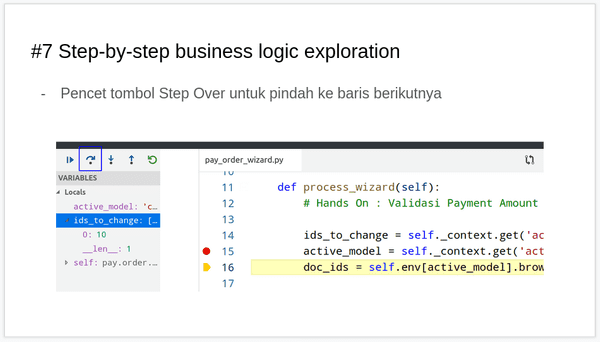 #7 Step-by-step business logic exploration
- Pencet tombol Step Over untuk pindah ke baris berikutnya
pay_order_wizard.py
VARIABLES
Locals
active_model: 'c...
ids_to_change: [...
0: 10
__len__: 1
self: pay.order....
10
11 def process_wizard(self):
12 # Hands On : Validasi Payment Amount
13
14 ids_to_change = self._context.get('ac
15 active_model = self._context.get('act
16 doc_ids = self.env[active_model].brow
17